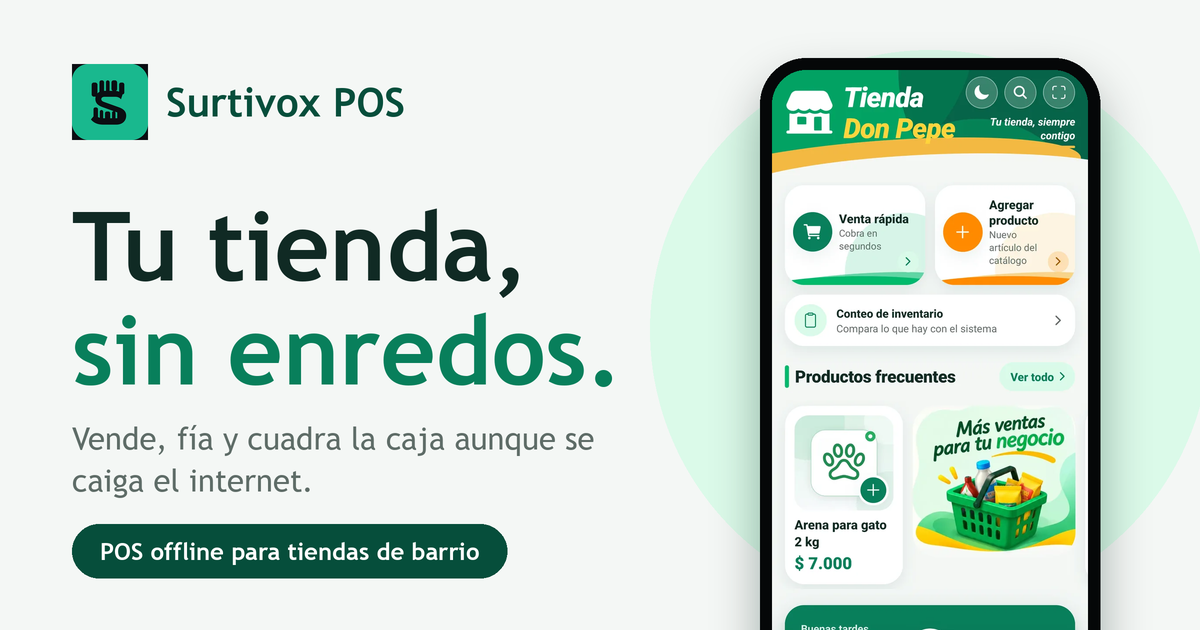 Surtivox POS
Tu tienda,
sin enredos.
Vende, fía y cuadra la caja aunque se
caiga el internet.
POS offline para tiendas de barrio
Tienda
Don Pepe
Tu tienda, siempre
contigo
Venta rápida
Cobra en
segundos
Agregar
producto
Nuevo
artículo del
catálogo
Conteo de inventario
Compara lo que hay con el sistema
Productos frecuentes
Ver todo
Arena para gato
2 kg
$ 7.000
Más ventas
para tu negocio
Buenas tardes